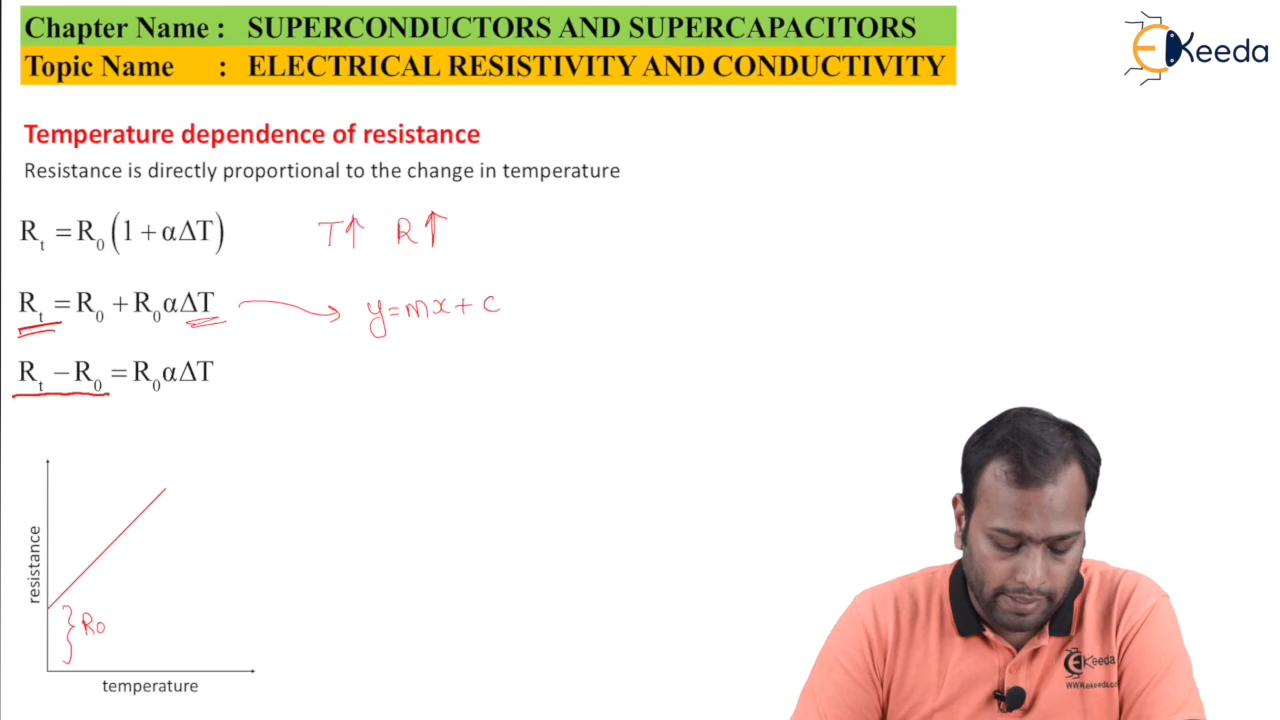 Chapter Name : SUPERCONDUCTORS AND SUPERCAPACITORS
Topic Name : ELECTRICAL RESISTIVITY AND CONDUCTIVITY
EKeeda
Temperature dependence of resistance
Resistance is directly proportional to the change in temperature
Rₜ = R₀ (1 + αΔT) T↑ R↑
Rₜ = R₀ + R₀αΔT → y = mx + c
Rₜ − R₀ = R₀αΔT
resistance
R₀
temperature
EKeeda